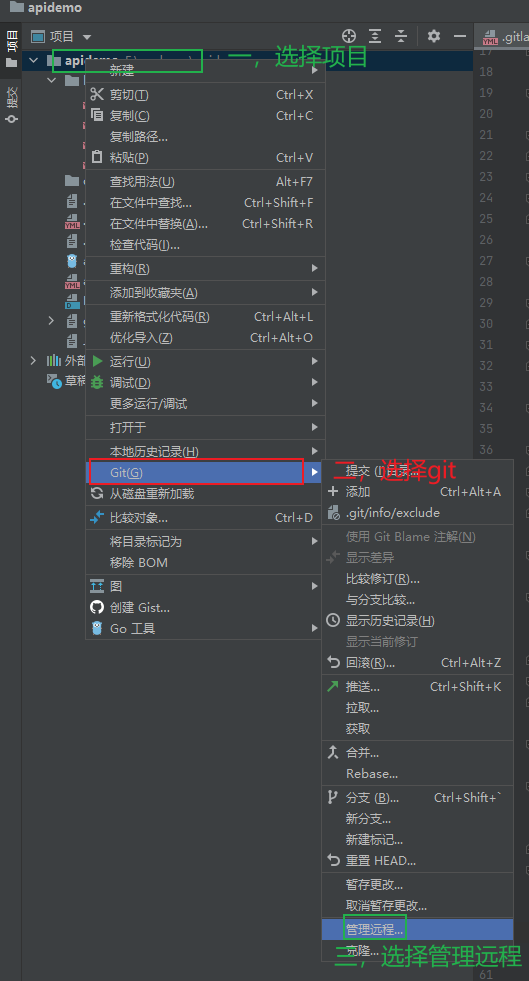 apidemo
项目
项目
.gitla
apidemo
一，选择项目
新建
17
18
19
20
21
22
23
24
25
26
27
28
29
30
31
32
33
34
35
36
提交
剪切(T) Ctrl+X
复制(C) Ctrl+C
复制路径...
粘贴(P) Ctrl+V
查找用法(U) Alt+F7
在文件中查找... Ctrl+Shift+F
在文件中替换(A)... Ctrl+Shift+R
检查代码(I)...
重构(R)
添加到收藏夹(A)
重新格式化代码(R) Ctrl+Alt+L
优化导入(Z) Ctrl+Alt+O
外部
运行(U)
草稿
调试(D)
更多运行/调试
打开于
本地历史记录(H)
Git(G)
从磁盘重新加载
比较对象... Ctrl+D
将目录标记为
移除 BOM
图
创建 Gist...
Go 工具
二，选择git
提交
添加 Ctrl+Alt+A
.git/info/exclude
使用 Git Blame 注解(N)
显示差异
比较修订(R)...
与分支比较...
显示历史记录(H)
显示当前修订
回滚(R)... Ctrl+Alt+Z
推送... Ctrl+Shift+K
拉取...
获取
合并...
Rebase...
分支 (B)... Ctrl+Shift+`
新分支...
新建标记...
重置 HEAD...
暂存更改...
取消暂存更改...
管理远程...
克隆...
三，选择管理远程
61